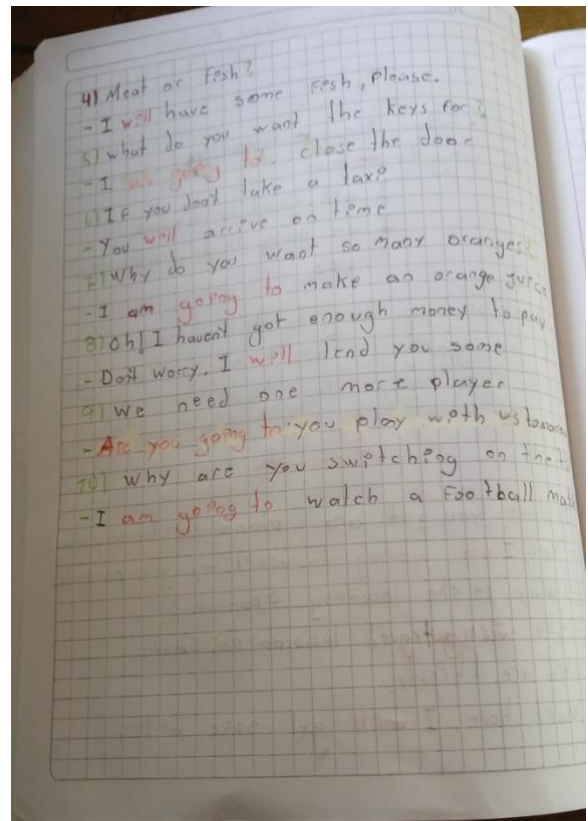 4) Meat or Fish?
- I will have some fish, please.
5) what do you want the keys for?
- I am going to close the door
6) If you don't take a taxi
- You will arrive on time
7) Why do you want so many oranges?
- I am going to make an orange juice
8) Oh! I haven't got enough money to pay
- Don't worry. I will lend you some
9) We need one more player
- Are you going to you play with us
10) Why are you switching on the
- I am going to watch a football